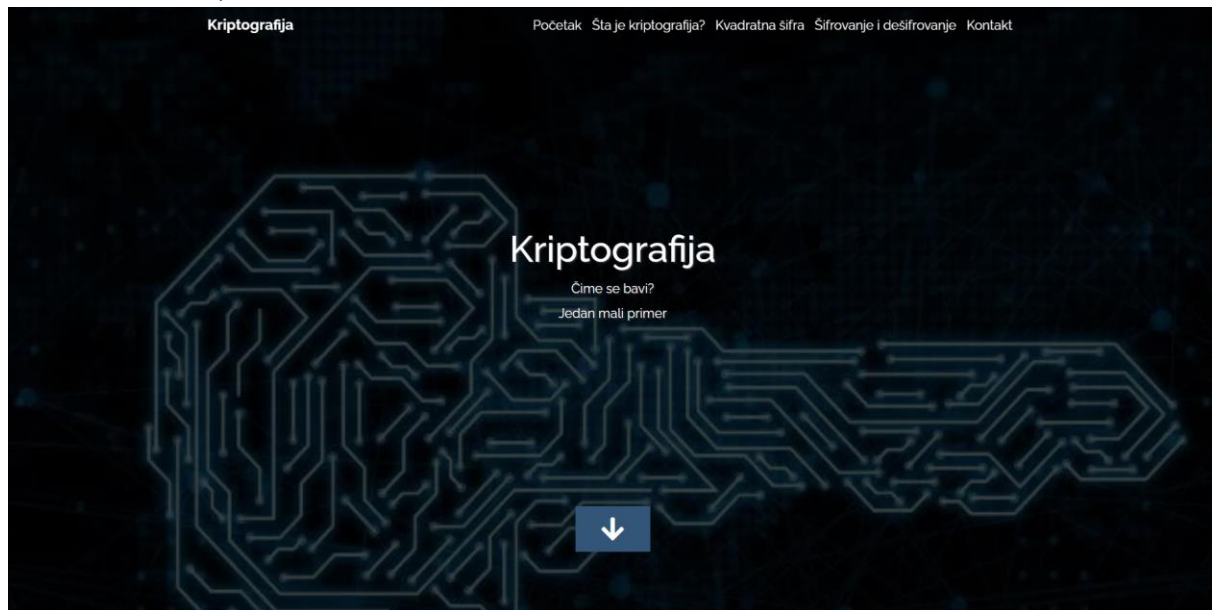 Kriptografija
Početak Šta je kriptografija? Kvadratna šifra Šifrovanje i dešifrovanje Kontakt
Kriptografija
Čime se bavi?
Jedan mali primer